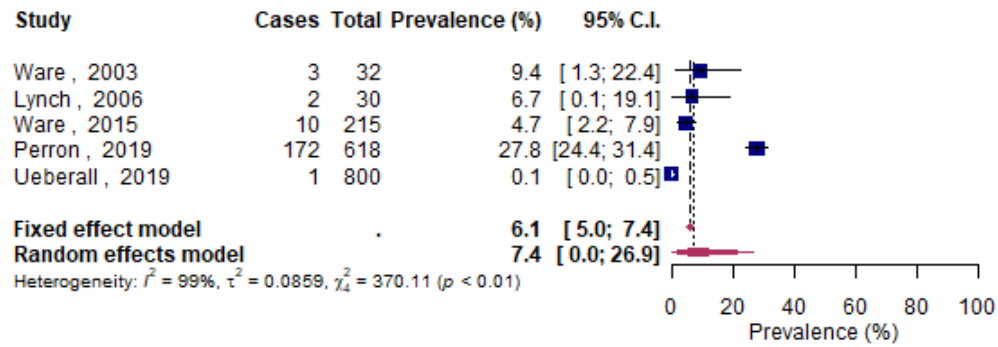 Study Cases Total Prevalence (%) 95% C.I.
Ware , 2003 3 32 9.4 [ 1.3; 22.4]
Lynch , 2006 2 30 6.7 [ 0.1; 19.1]
Ware , 2015 10 215 4.7 [ 2.2; 7.9]
Perron , 2019 172 618 27.8 [24.4; 31.4]
Ueberall , 2019 1 800 0.1 [ 0.0; 0.5]
Fixed effect model . 6.1 [ 5.0; 7.4]
Random effects model 7.4 [ 0.0; 26.9]
Heterogeneity: I² = 99%, τ² = 0.0859, χ²₄ = 370.11 (p < 0.01)
0 20 40 60 80 100
Prevalence (%)